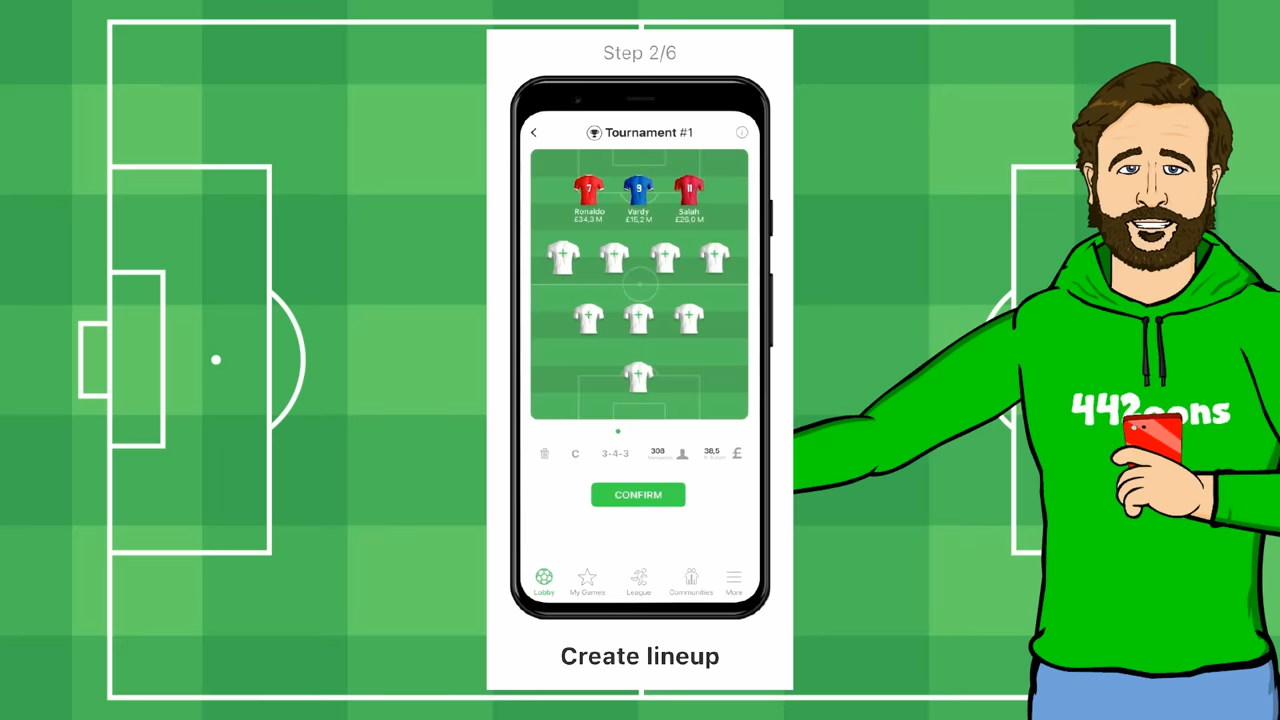 Step 2/6
Tournament #1
7 9 11
Ronaldo Vardy Salah
£34,3 M £15,2 M £26,0 M
C 3-4-3 308 38,5 £
CONFIRM
Lobby My Games League Communities More
Create lineup
442oons